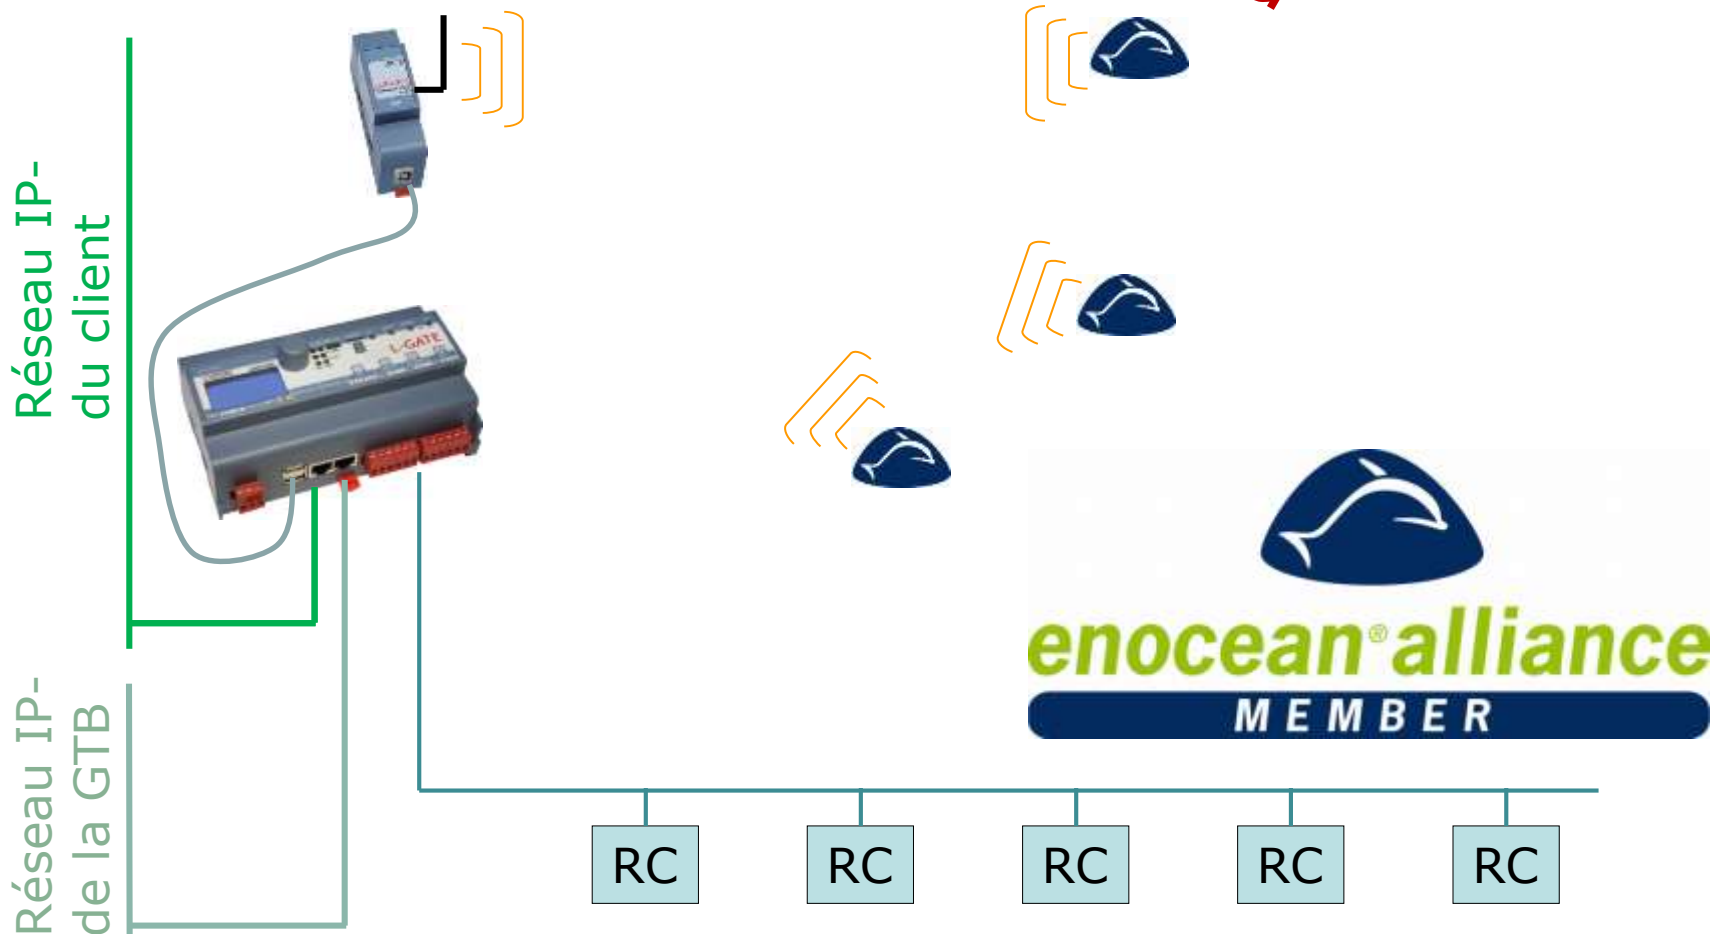 Réseau IP-
du client
L-GATE
enocean® alliance
MEMBER
Réseau IP-
de la GTB
RC
RC
RC
RC
RC